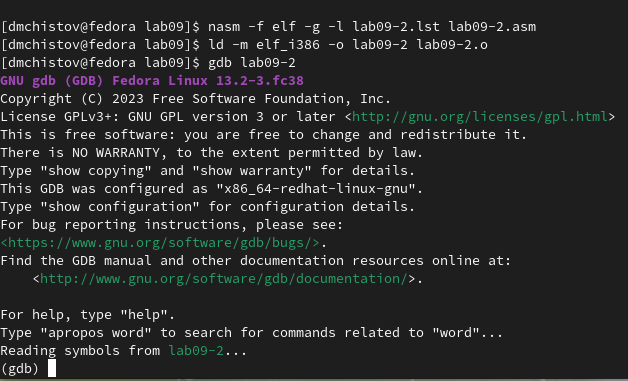 [dmchistov@fedora lab09]$ nasm -f elf -g -l lab09-2.lst lab09-2.asm
[dmchistov@fedora lab09]$ ld -m elf_i386 -o lab09-2 lab09-2.o
[dmchistov@fedora lab09]$ gdb lab09-2
GNU gdb (GDB) Fedora Linux 13.2-3.fc38
Copyright (C) 2023 Free Software Foundation, Inc.
License GPLv3+: GNU GPL version 3 or later <http://gnu.org/licenses/gpl.html>
This is free software: you are free to change and redistribute it.
There is NO WARRANTY, to the extent permitted by law.
Type "show copying" and "show warranty" for details.
This GDB was configured as "x86_64-redhat-linux-gnu".
Type "show configuration" for configuration details.
For bug reporting instructions, please see:
<https://www.gnu.org/software/gdb/bugs/>.
Find the GDB manual and other documentation resources online at:
    <http://www.gnu.org/software/gdb/documentation/>.

For help, type "help".
Type "apropos word" to search for commands related to "word"...
Reading symbols from lab09-2...
(gdb)